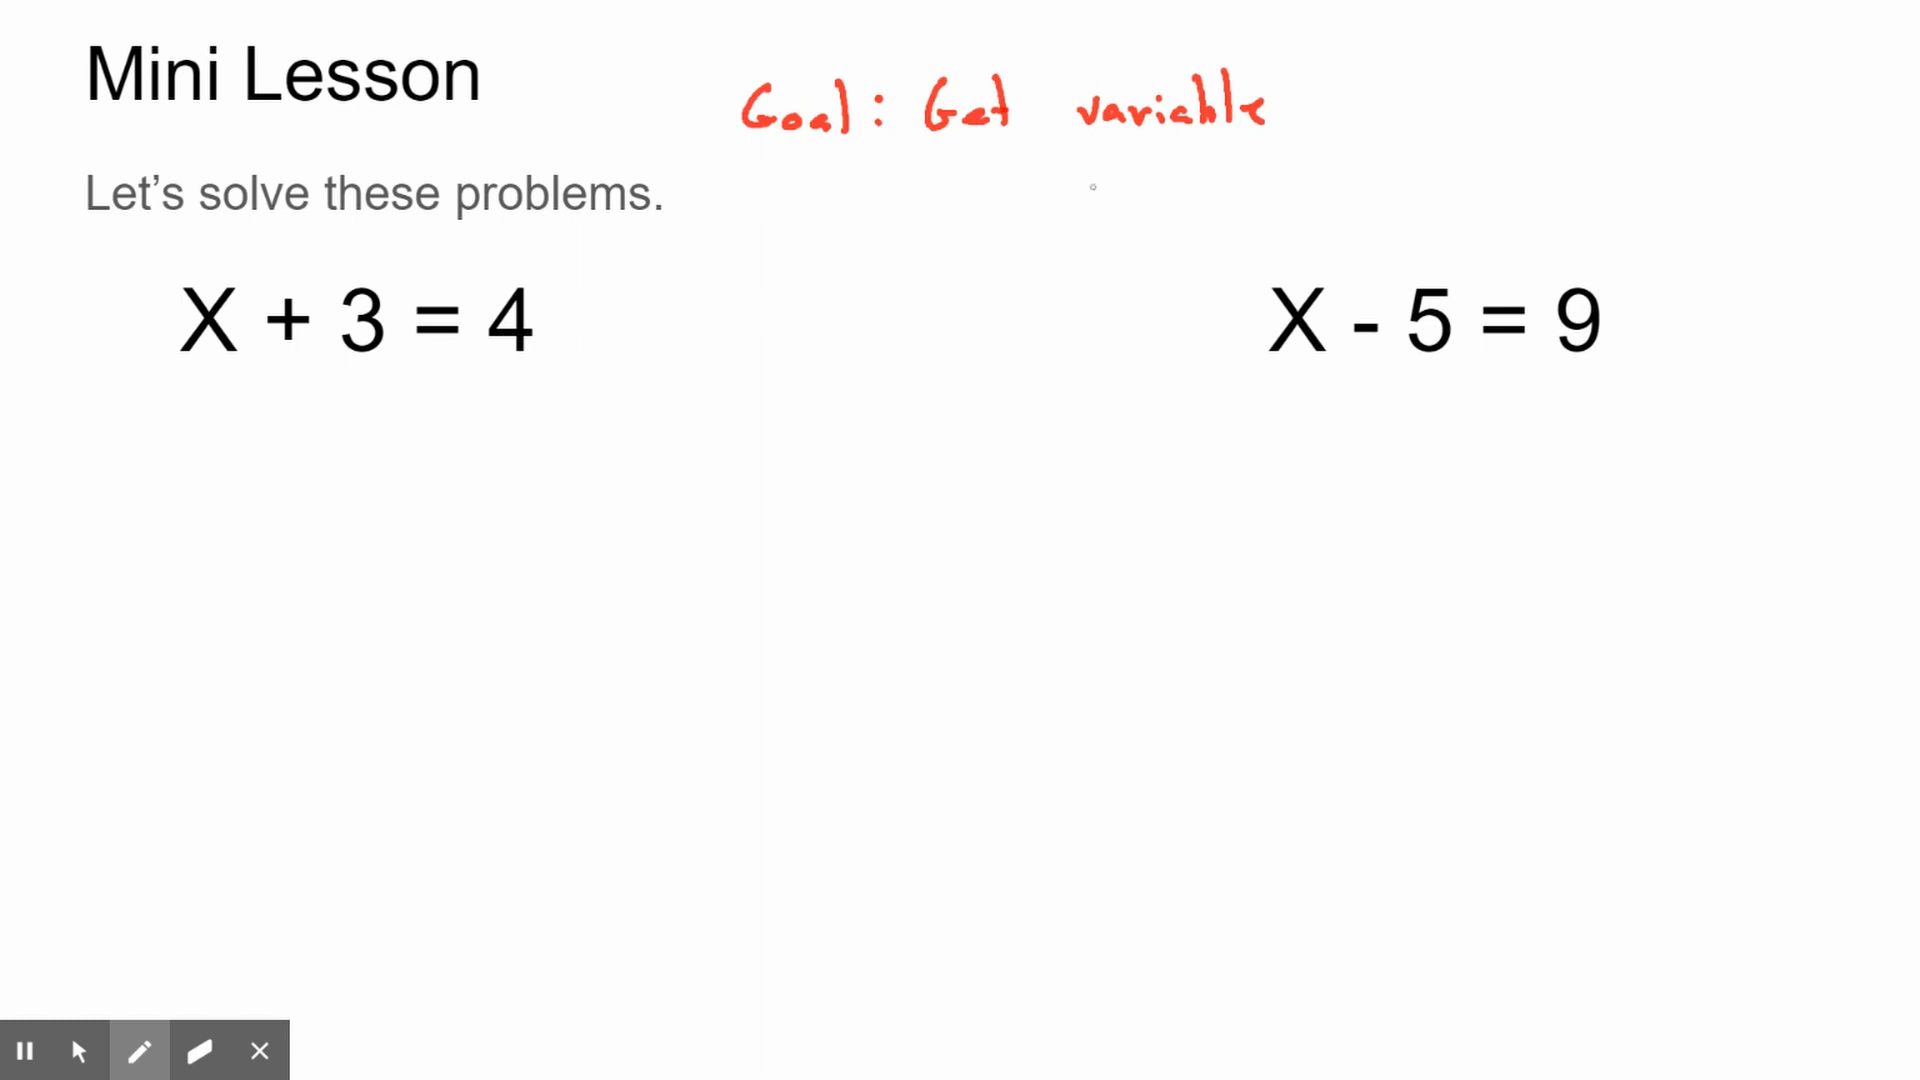 Mini Lesson
Goal: Get variable
Let’s solve these problems.
X + 3 = 4
X - 5 = 9